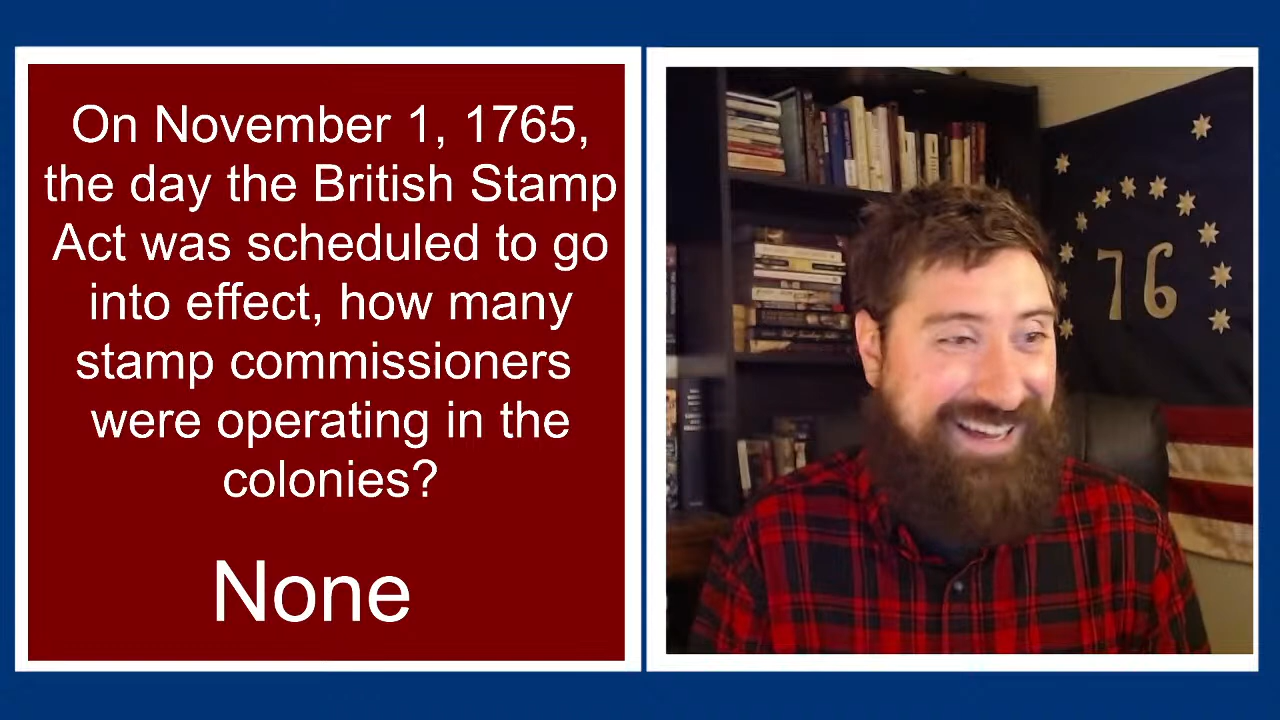 On November 1, 1765,
the day the British Stamp
Act was scheduled to go
into effect, how many
stamp commissioners
were operating in the
colonies?
None
76